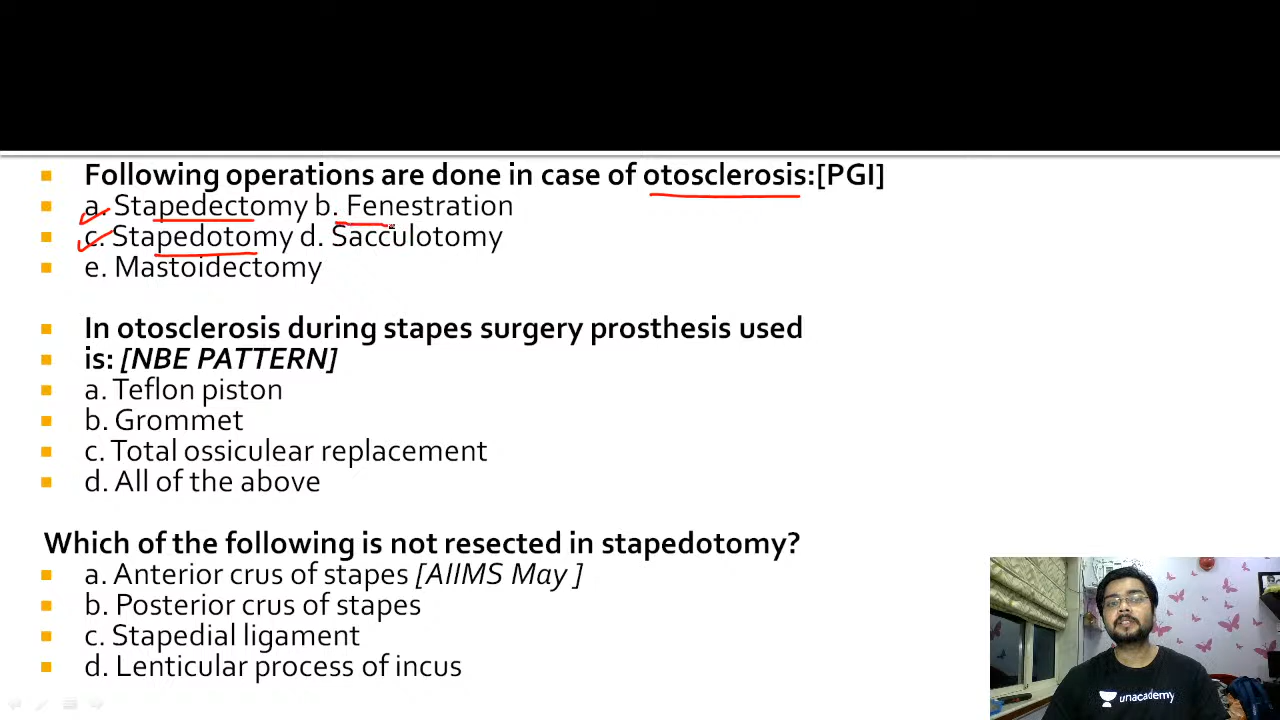 Following operations are done in case of otosclerosis:[PGI]
a. Stapedectomy b. Fenestration
c. Stapedotomy d. Sacculotomy
e. Mastoidectomy
In otosclerosis during stapes surgery prosthesis used
is: [NBE PATTERN]
a. Teflon piston
b. Grommet
c. Total ossiculear replacement
d. All of the above
Which of the following is not resected in stapedotomy?
a. Anterior crus of stapes [AIIMS May ]
b. Posterior crus of stapes
c. Stapedial ligament
d. Lenticular process of incus
unacademy